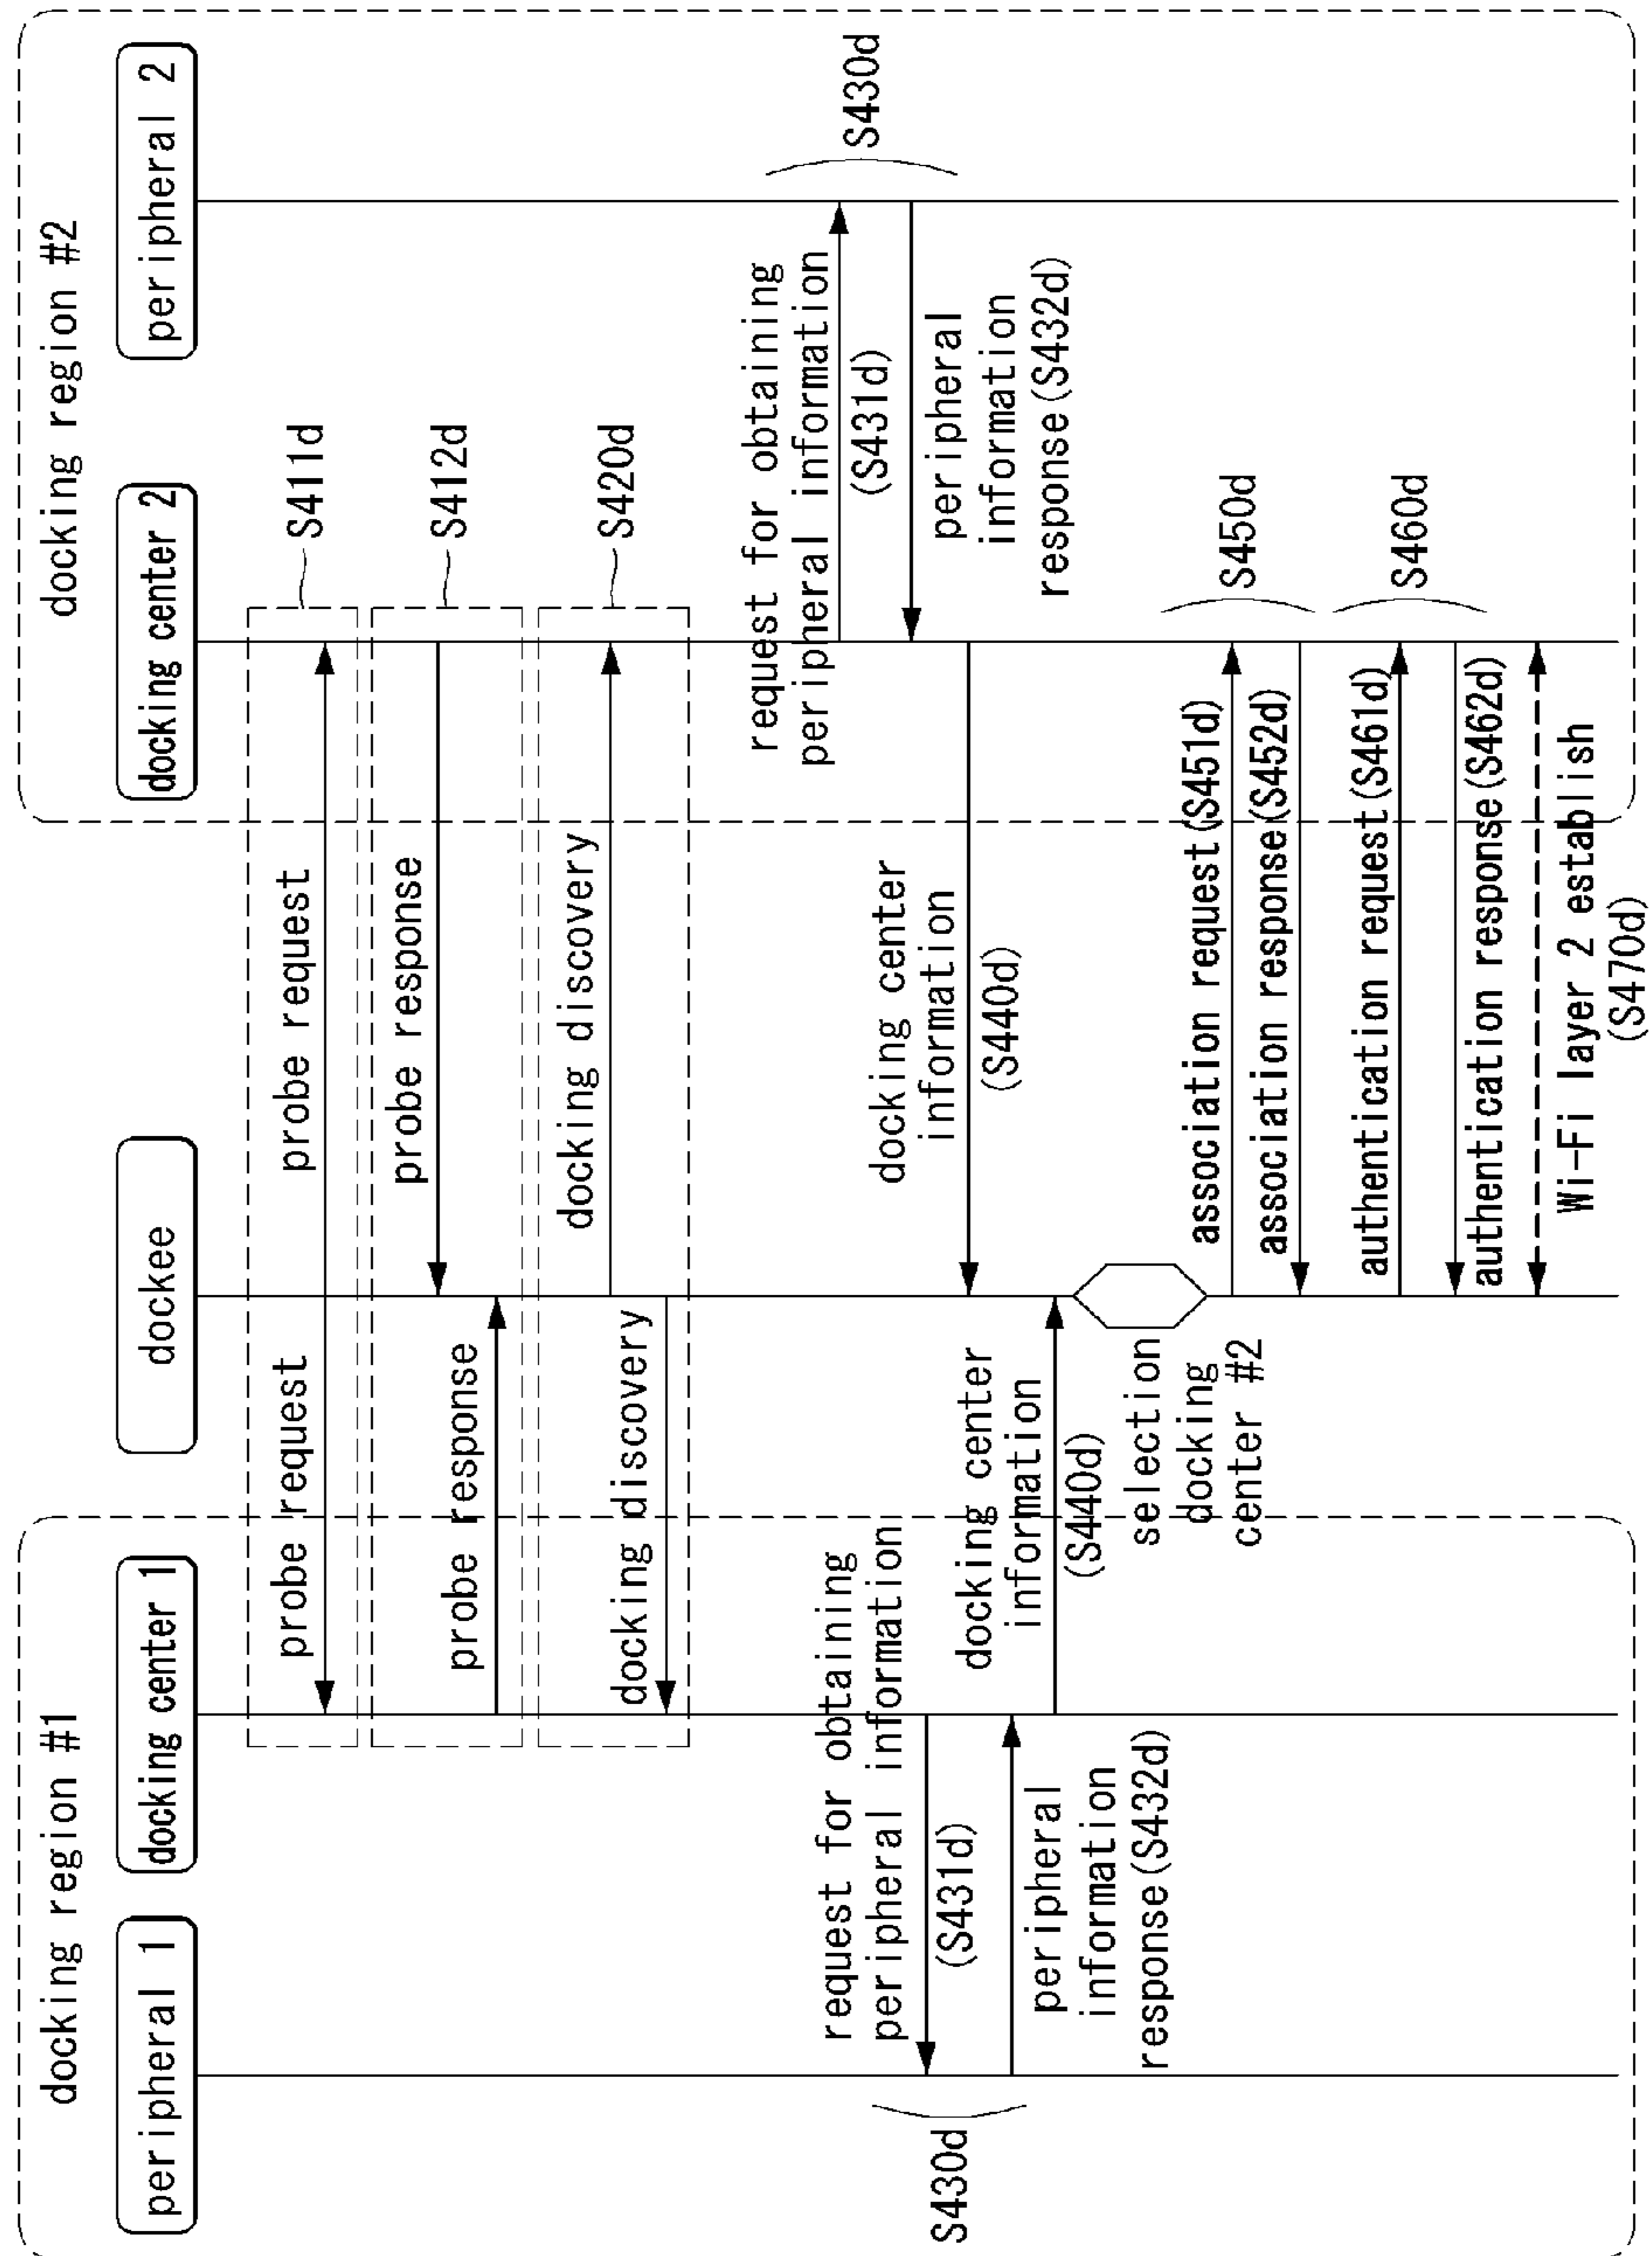 docking region #1
docking region #2
peripheral 1
docking center 1
dockee
docking center 2
peripheral 2
probe request
probe request
S411d
probe response
probe response
S412d
docking discovery
docking discovery
S420d
request for obtaining
peripheral information
(S431d)
peripheral
information
response(S432d)
S430d
request for obtaining
peripheral information
(S431d)
peripheral
information
response(S432d)
S430d
docking center
information
(S440d)
docking center
information
(S440d)
selection
docking
center #2
association request(S451d)
association response(S452d)
S450d
authentication request(S461d)
authentication response(S462d)
S460d
Wi-Fi layer 2 establish
(S470d)